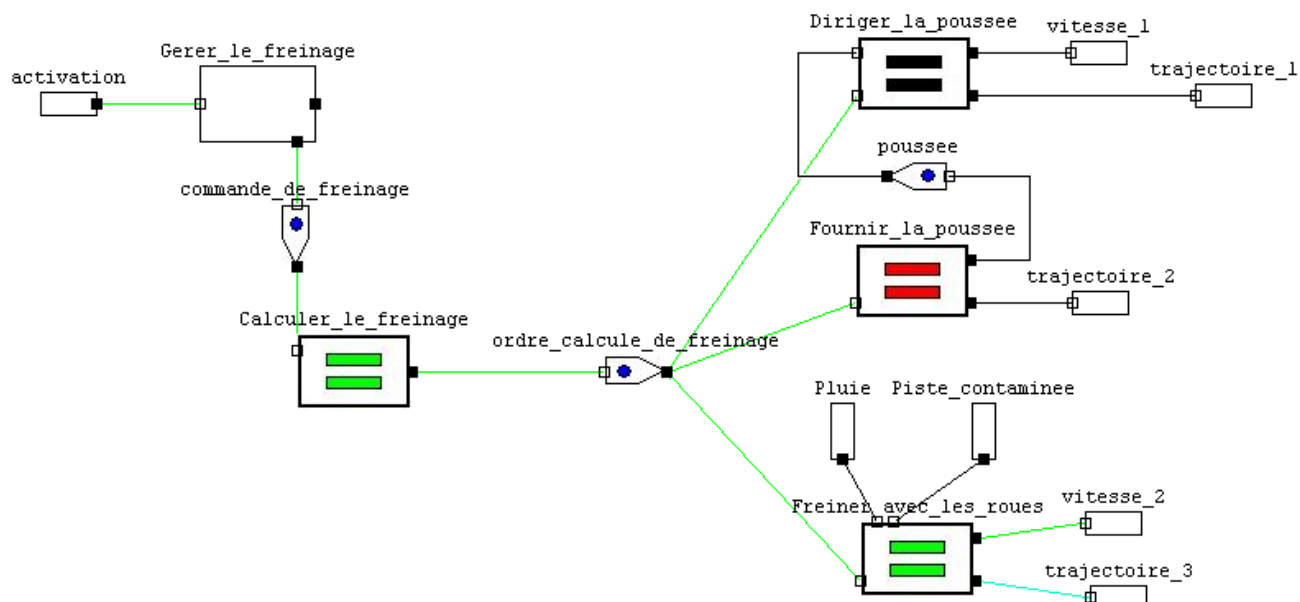 Diriger_la_poussee
vitesse_1
Gerer_le_freinage
trajectoire_1
activation
poussee
commande_de_freinage
Fournir_la_poussee
trajectoire_2
Calculer_le_freinage
ordre_calcule_de_freinage
Pluie
Piste_contaminee
Freiner_avec_les_roues
vitesse_2
trajectoire_3